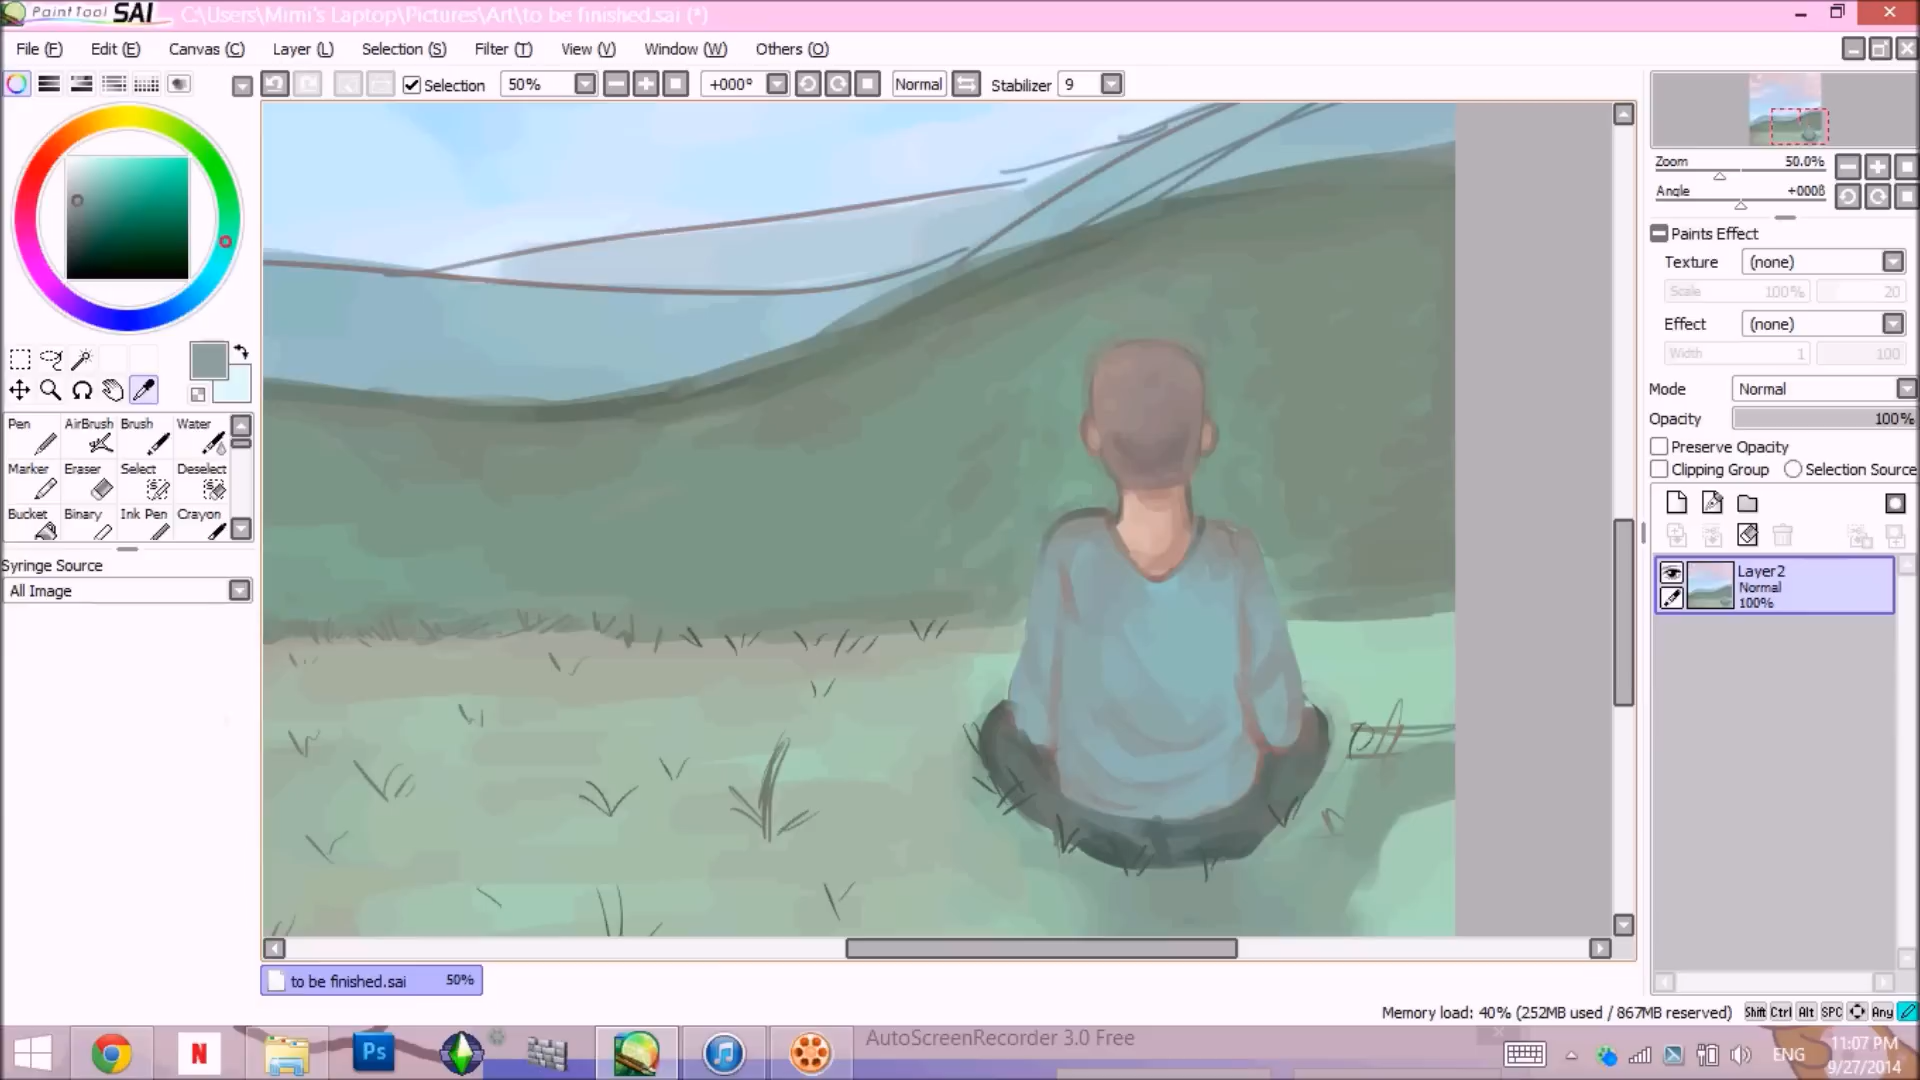 PaintTool SAI C:\Users\Mimi's Laptop\Pictures\Art\to be finished.sai (*)
File (F) Edit (E) Canvas (C) Layer (L) Selection (S) Filter (T) View (V) Window (W) Others (O)
Selection 50% +000° Normal Stabilizer 9
Zoom 50.0%
Angle +000ß
Paints Effect
Texture (none)
Scale 100% 20
Effect (none)
Width 1 100
Mode Normal
Opacity 100%
Preserve Opacity
Clipping Group Selection Source
Pen AirBrush Brush Water
Marker Eraser Select Deselect
Bucket Binary Ink Pen Crayon
Syringe Source
All Image
Layer2
Normal
100%
to be finished.sai 50%
Memory load: 40% (252MB used / 867MB reserved) Shift Ctrl Alt SPC Any
N Ps AutoScreenRecorder 3.0 Free ENG 11:07 PM
9/27/2014